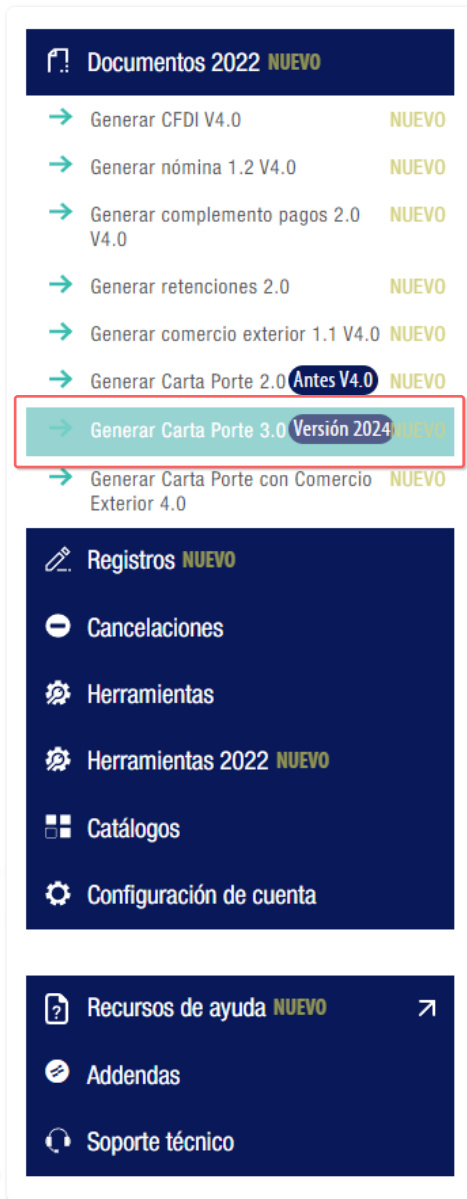 Documentos 2022 NUEVO
Generar CFDI V4.0 NUEVO
Generar nómina 1.2 V4.0 NUEVO
Generar complemento pagos 2.0 NUEVO
V4.0
Generar retenciones 2.0 NUEVO
Generar comercio exterior 1.1 V4.0 NUEVO
Generar Carta Porte 2.0 Antes V4.0 NUEVO
Generar Carta Porte 3.0 Versión 2024 NUEVO
Generar Carta Porte con Comercio NUEVO
Exterior 4.0
Registros NUEVO
Cancelaciones
Herramientas
Herramientas 2022 NUEVO
Catálogos
Configuración de cuenta
Recursos de ayuda NUEVO
Addendas
Soporte técnico